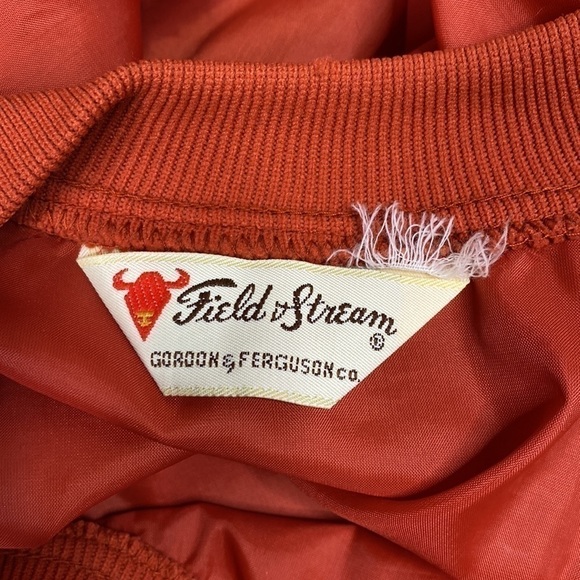 Field & Stream ®
GORDON & FERGUSON CO.